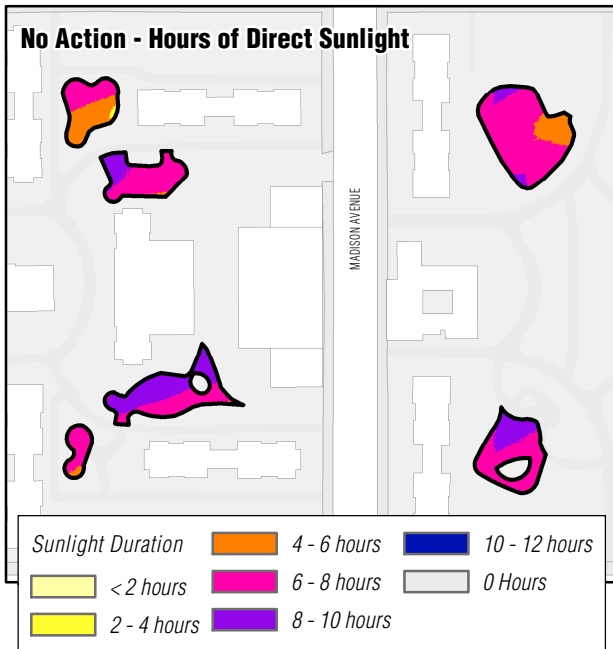 No Action - Hours of Direct Sunlight
MADISON AVENUE
Sunlight Duration
< 2 hours
2 - 4 hours
4 - 6 hours
6 - 8 hours
8 - 10 hours
10 - 12 hours
0 Hours